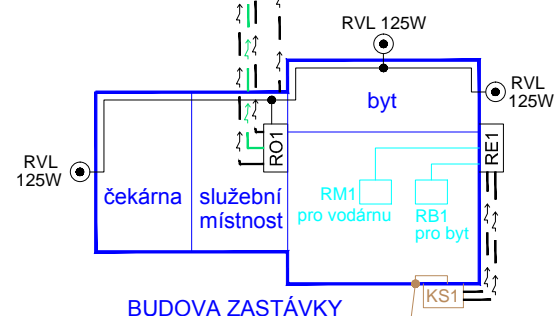 RVL 125W
byt
RVL
125W
RO1
RE1
RVL
125W
čekárna
služební
místnost
RM1
pro vodárnu
RB1
pro byt
KS1
BUDOVA ZASTÁVKY